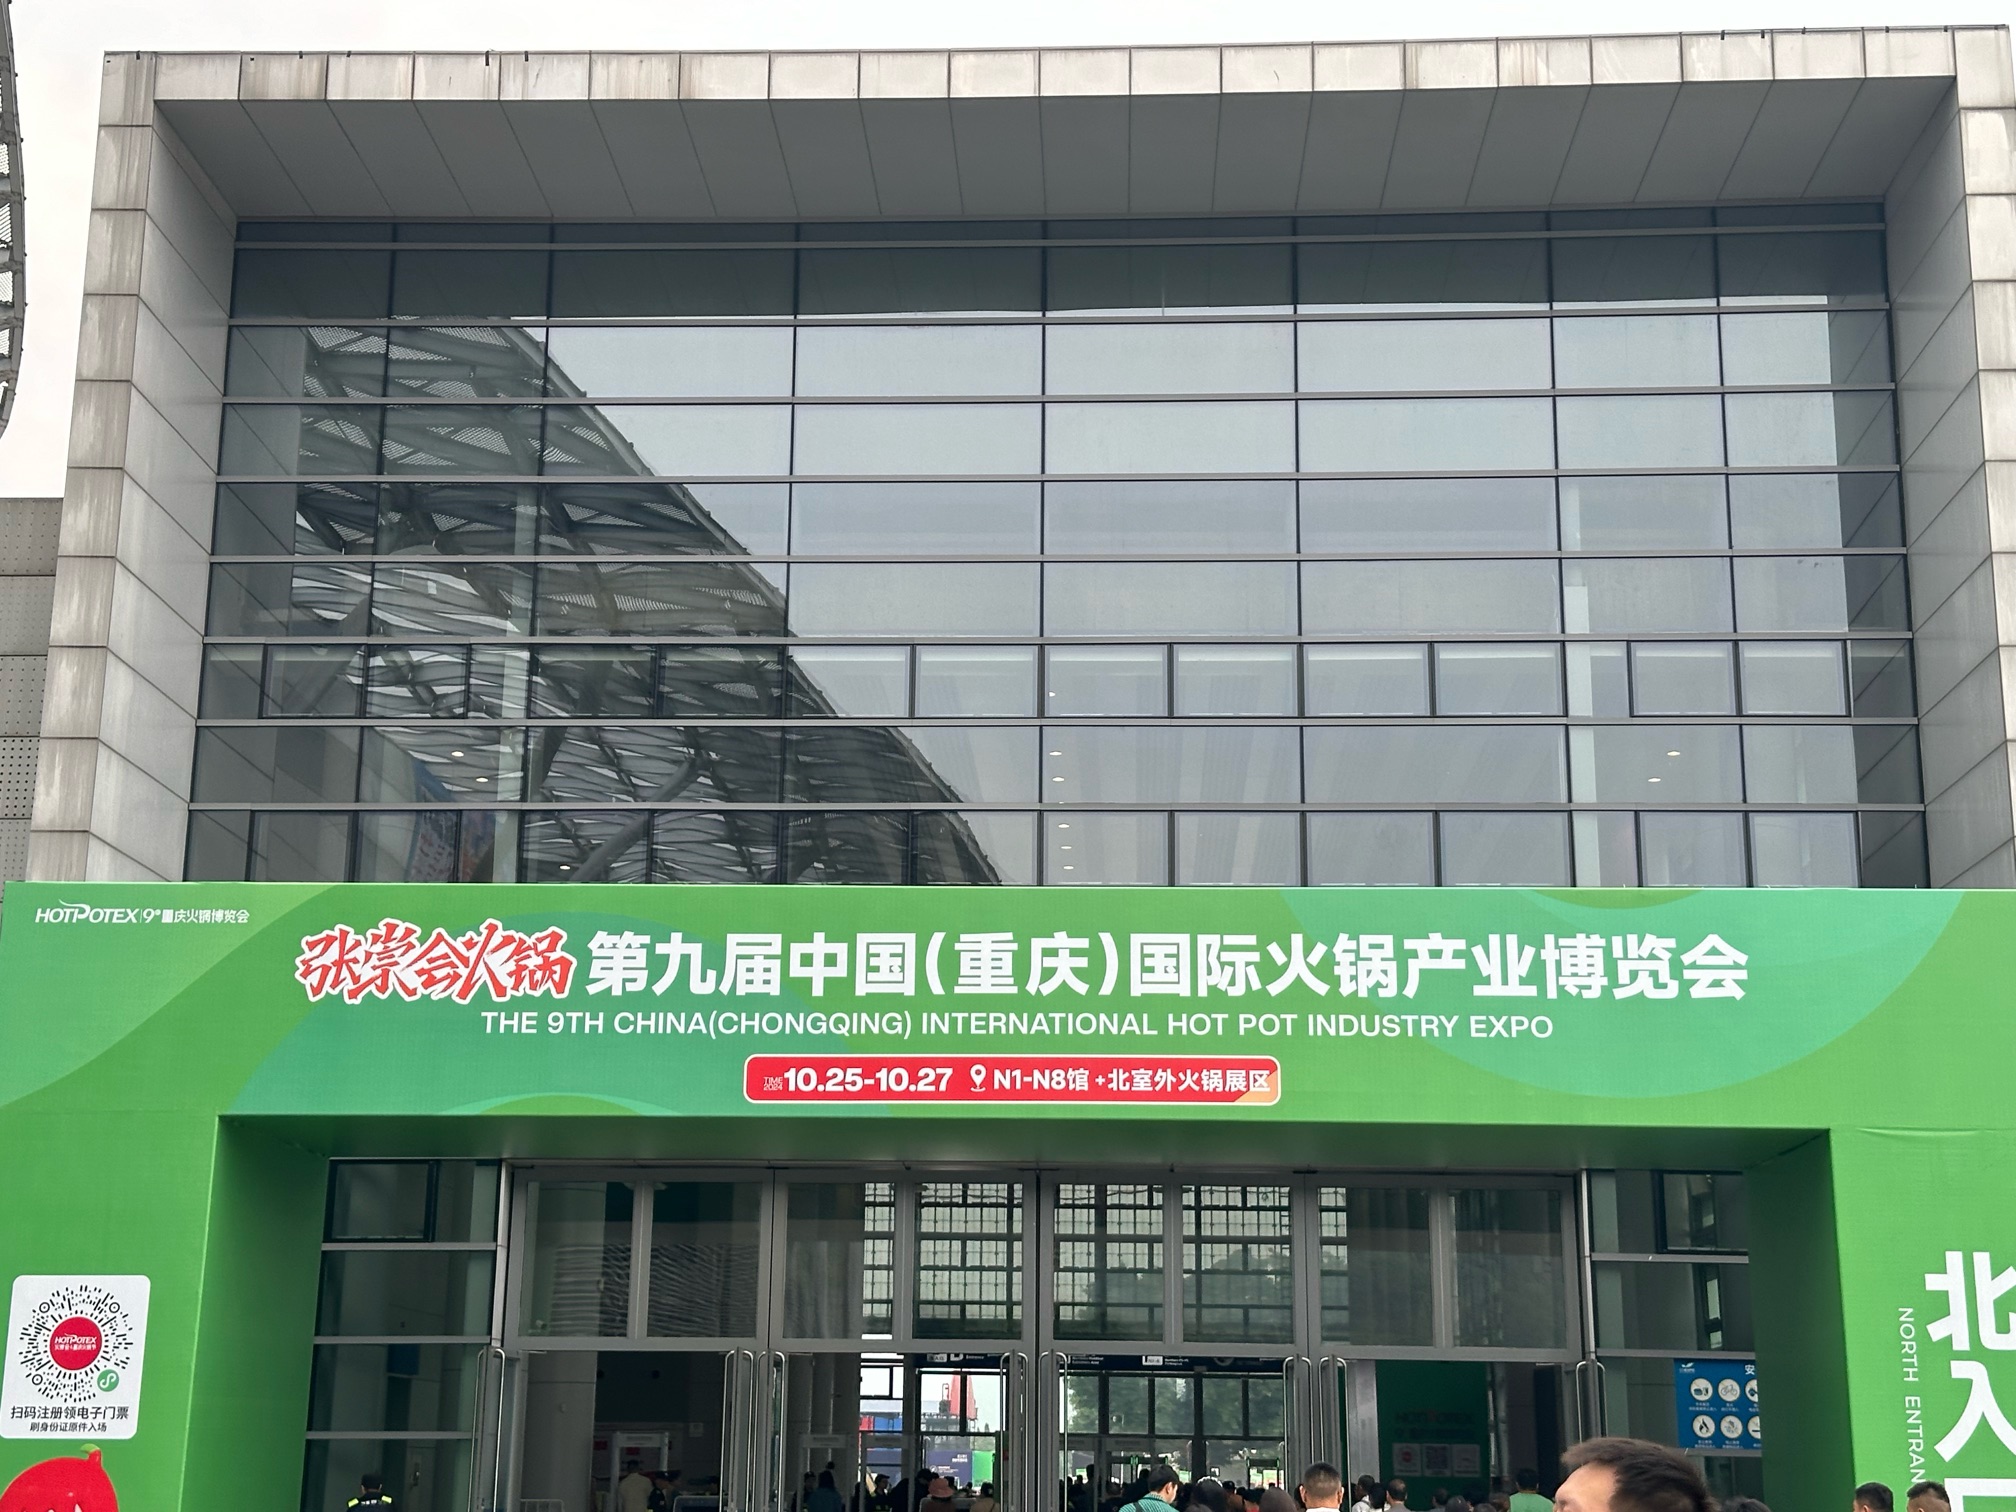 HOTPOTEX 9th 重庆火锅博览会
张崇会火锅 第九届中国(重庆)国际火锅产业博览会
THE 9TH CHINA(CHONGQING) INTERNATIONAL HOT POT INDUSTRY EXPO
TIME 2024 10.25-10.27 N1-N8馆+北室外火锅展区
HOTPOTEX
扫码注册领电子门票
刷身份证原件入场
北入口
NORTH ENTRAN
安